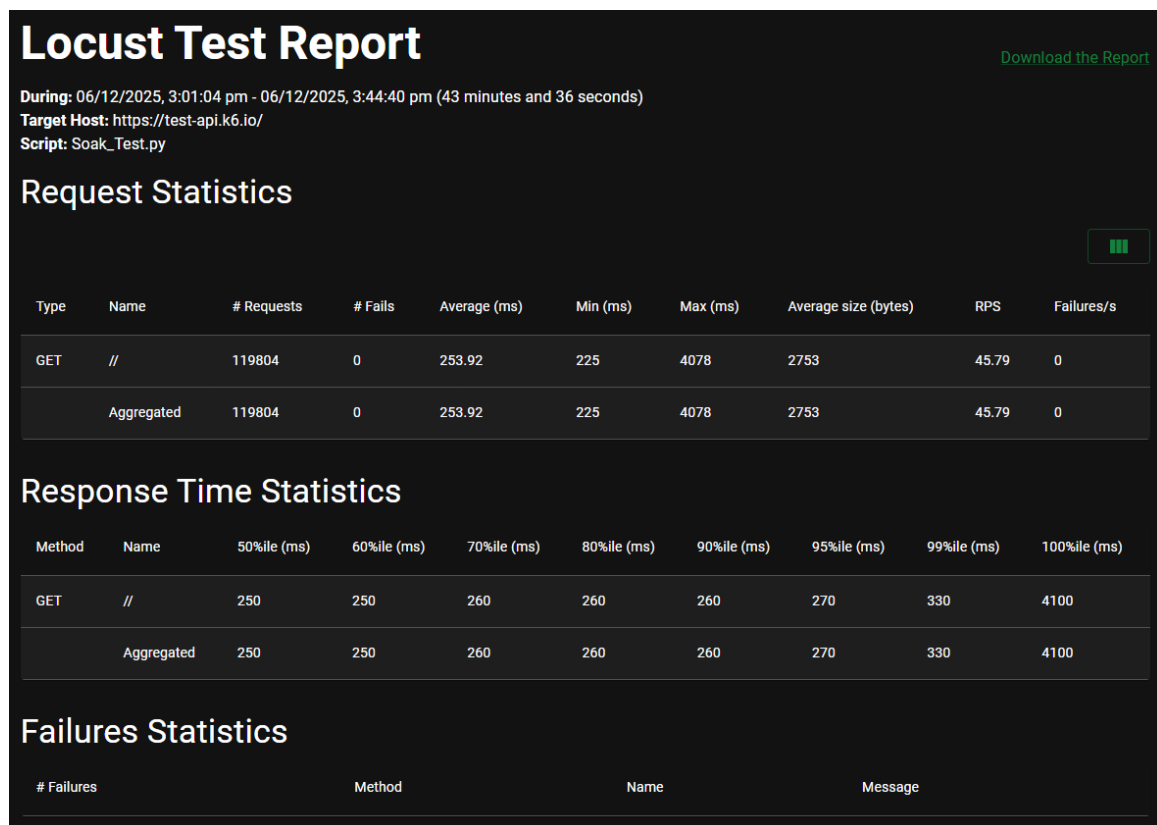 Locust Test Report
Download the Report
During: 06/12/2025, 3:01:04 pm - 06/12/2025, 3:44:40 pm (43 minutes and 36 seconds)
Target Host: https://test-api.k6.io/
Script: Soak_Test.py
Request Statistics
Type Name # Requests # Fails Average (ms) Min (ms) Max (ms) Average size (bytes) RPS Failures/s
GET // 119804 0 253.92 225 4078 2753 45.79 0
Aggregated 119804 0 253.92 225 4078 2753 45.79 0
Response Time Statistics
Method Name 50%ile (ms) 60%ile (ms) 70%ile (ms) 80%ile (ms) 90%ile (ms) 95%ile (ms) 99%ile (ms) 100%ile (ms)
GET // 250 250 260 260 260 270 330 4100
Aggregated 250 250 260 260 260 270 330 4100
Failures Statistics
# Failures Method Name Message